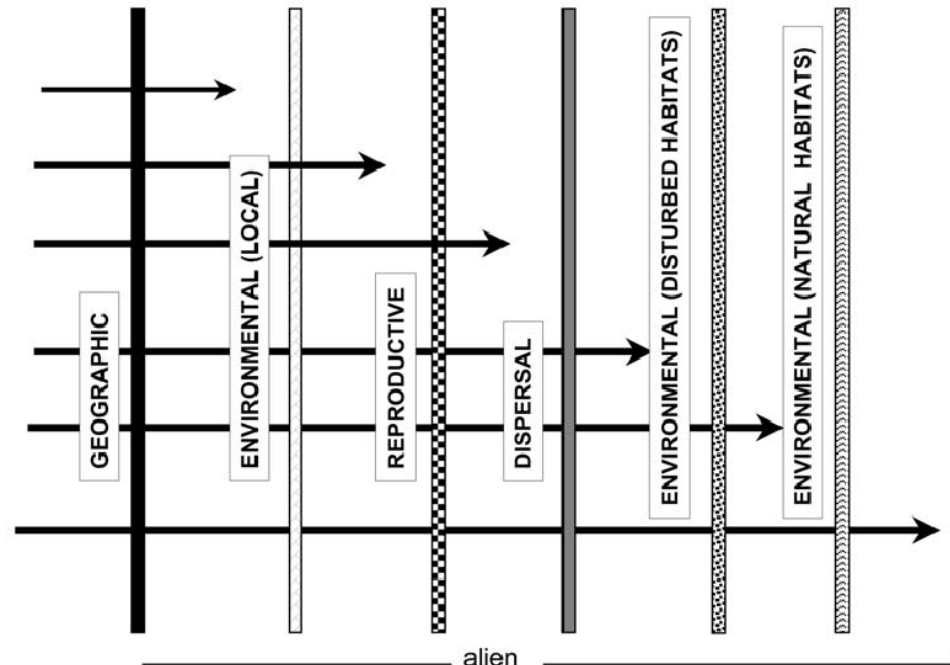 GEOGRAPHIC
ENVIRONMENTAL (LOCAL)
REPRODUCTIVE
DISPERSAL
ENVIRONMENTAL (DISTURBED HABITATS)
ENVIRONMENTAL (NATURAL HABITATS)
alien